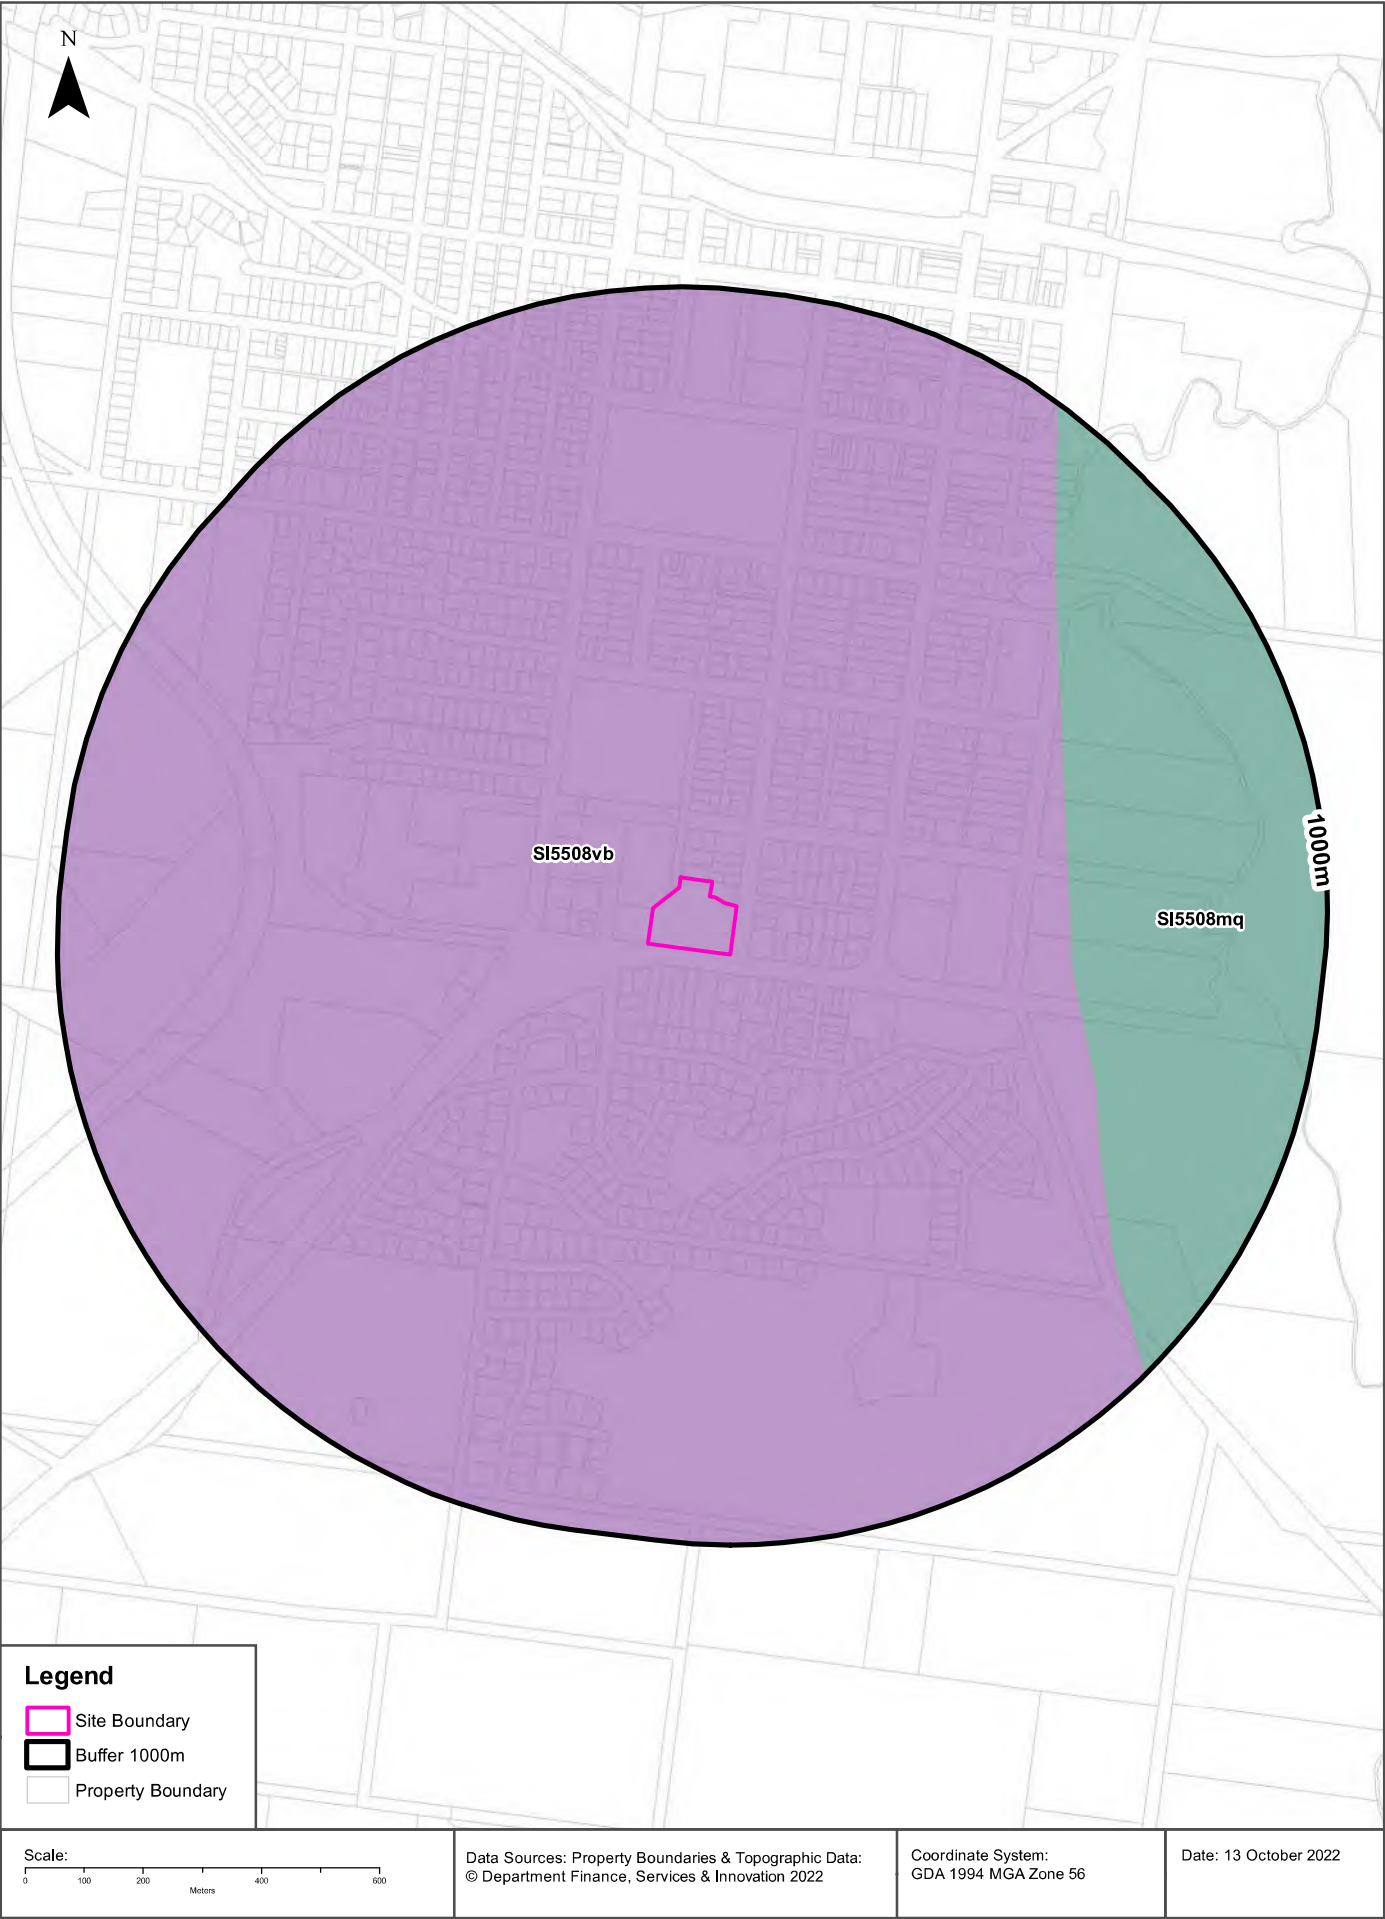 N
1000m
SI5508vb
SI5508mq
Legend
Site Boundary
Buffer 1000m
Property Boundary
Scale:
0 100 200 400 600
Meters
Data Sources: Property Boundaries & Topographic Data:
© Department Finance, Services & Innovation 2022
Coordinate System:
GDA 1994 MGA Zone 56
Date: 13 October 2022